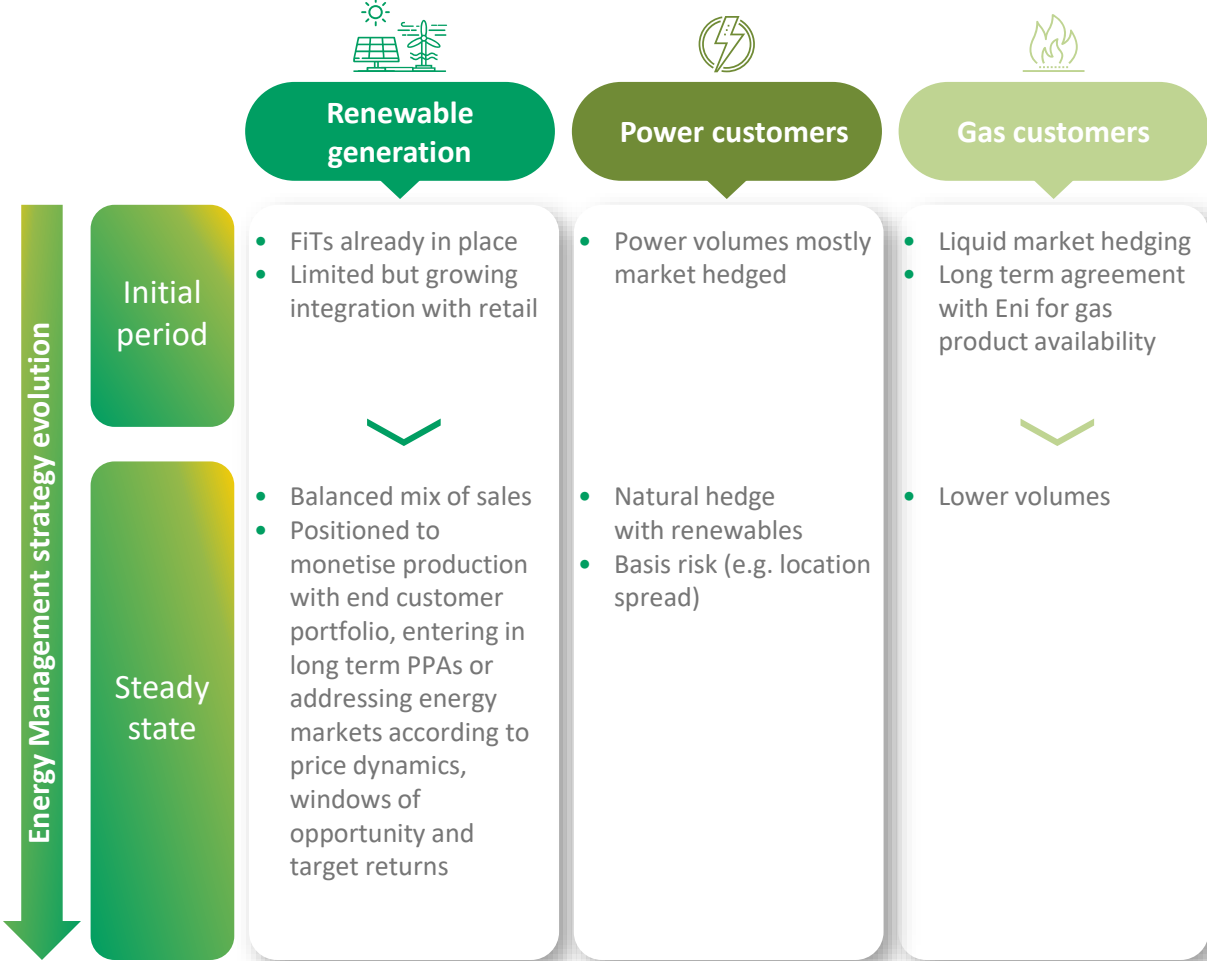 Renewable
generation
Power customers
Gas customers
Energy Management strategy evolution
Initial
period
• FiTs already in place
• Limited but growing
integration with retail
• Power volumes mostly
market hedged
• Liquid market hedging
• Long term agreement
with Eni for gas
product availability
Steady
state
• Balanced mix of sales
• Positioned to
monetise production
with end customer
portfolio, entering in
long term PPAs or
addressing energy
markets according to
price dynamics,
windows of
opportunity and
target returns
• Natural hedge
with renewables
• Basis risk (e.g. location
spread)
• Lower volumes